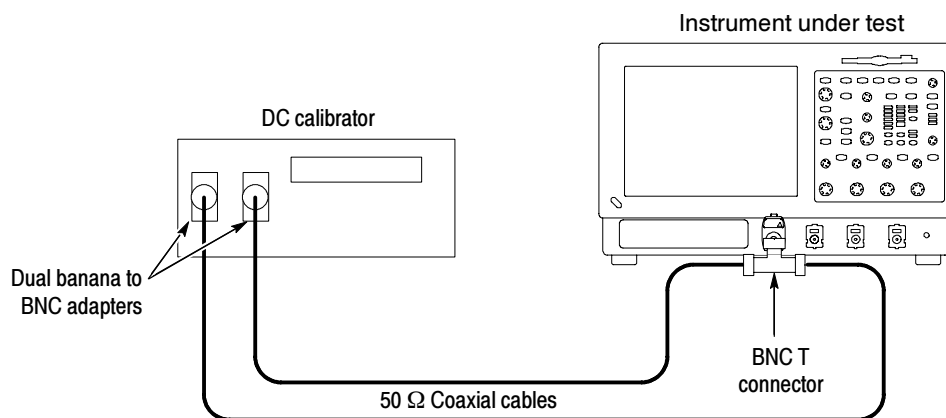 Instrument under test
DC calibrator
Dual banana to
BNC adapters
BNC T
connector
50 Ω Coaxial cables